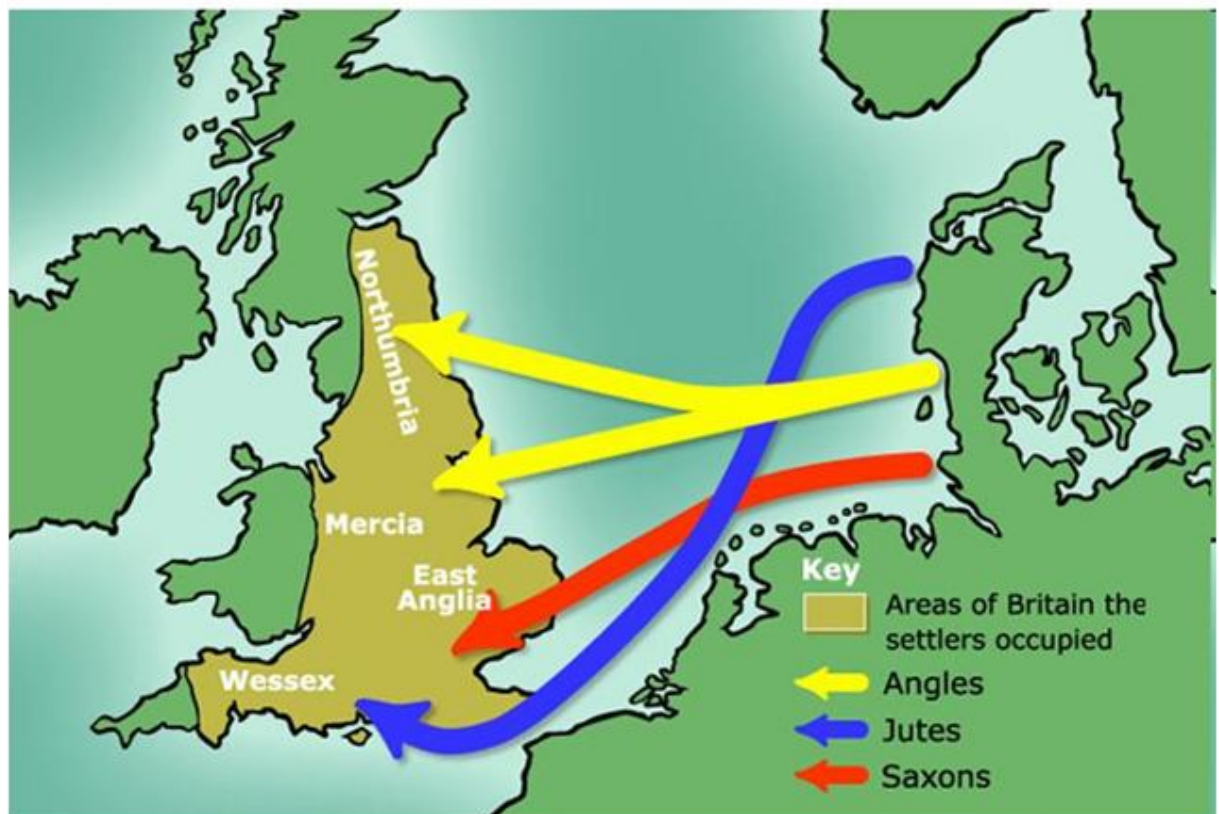 Northumbria
Mercia
East
Anglia
Wessex
Key
Areas of Britain the
settlers occupied
Angles
Jutes
Saxons